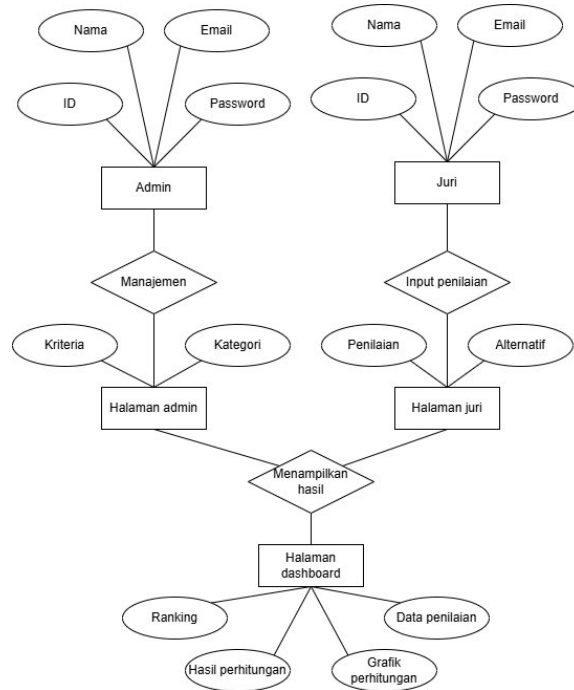 Nama
Email
Nama
Email
ID
Password
ID
Password
Admin
Juri
Manajemen
Input penilaian
Kriteria
Kategori
Penilaian
Alternatif
Halaman admin
Halaman juri
Menampilkan
hasil
Halaman
dashboard
Ranking
Data penilaian
Hasil perhitungan
Grafik
perhitungan